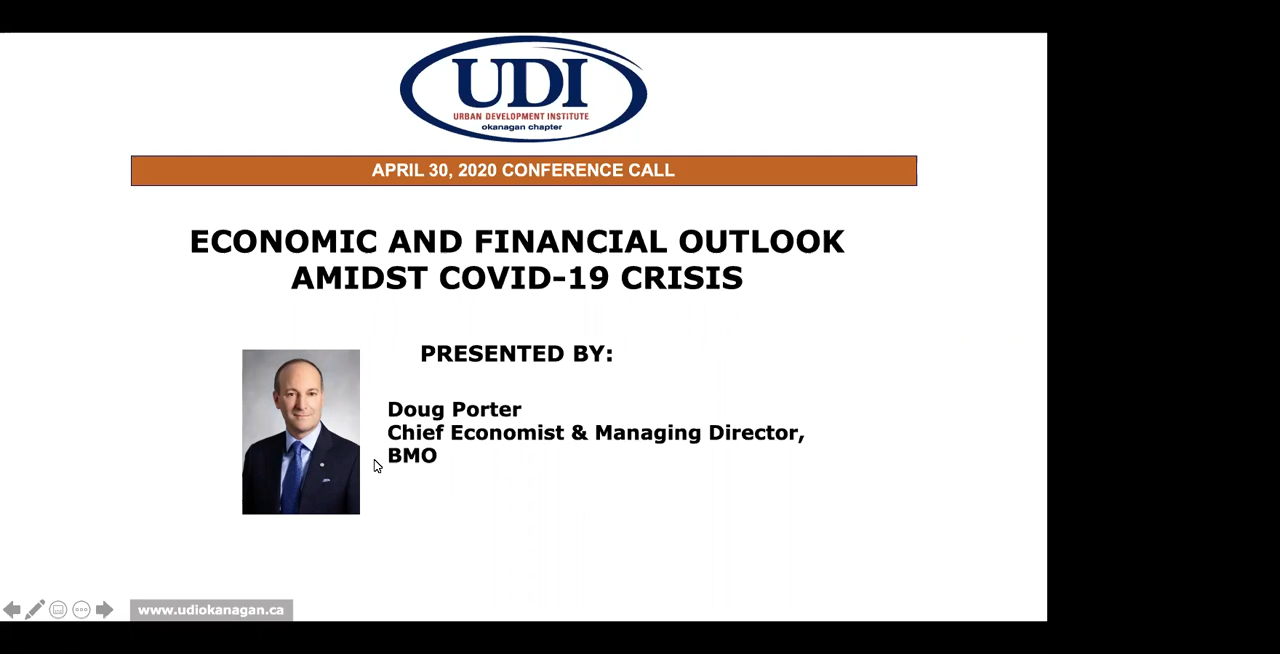 UDI
URBAN DEVELOPMENT INSTITUTE
okanagan chapter
APRIL 30, 2020 CONFERENCE CALL
ECONOMIC AND FINANCIAL OUTLOOK
AMIDST COVID-19 CRISIS
PRESENTED BY:
Doug Porter
Chief Economist & Managing Director,
BMO
www.udiokanagan.ca